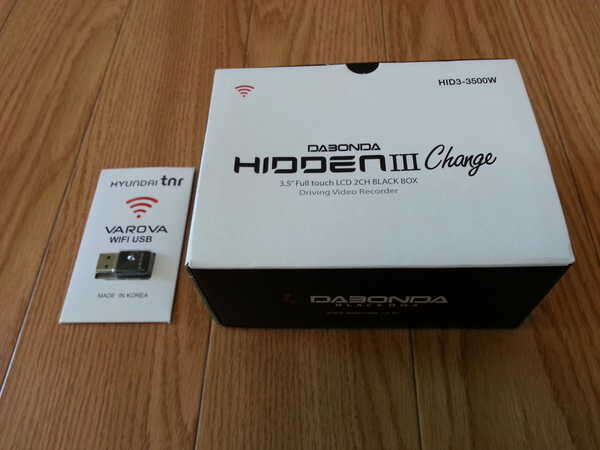 HYUNDAI tnr
VAROVA
WIFI USB
MADE IN KOREA
HID3-3500W
DABONDA
HIDDEN III Change
3.5" Full touch LCD 2CH BLACK BOX
Driving Video Recorder
DABONDA
BLACKBOX